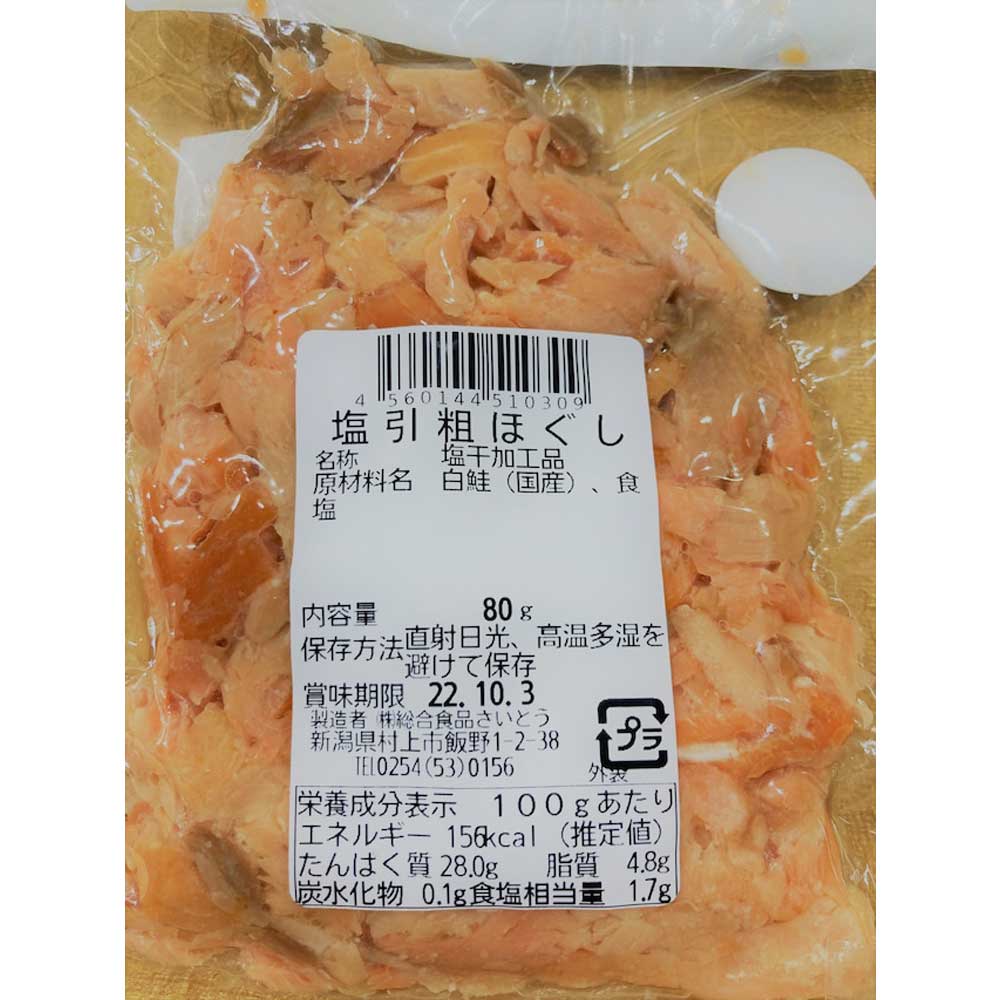 4 560144 510309
塩引粗ほぐし
名称 塩干加工品
原材料名 白鮭（国産）、食
塩
内容量 80g
保存方法 直射日光、高温多湿を
避けて保存
賞味期限 22.10.3
製造者 ㈱総合食品さいとう
新潟県村上市飯野1-2-38
TEL0254(53)0156
プラ
外装
栄養成分表示 100gあたり
エネルギー 156kcal （推定値）
たんぱく質 28.0g 脂質 4.8g
炭水化物 0.1g 食塩相当量 1.7g